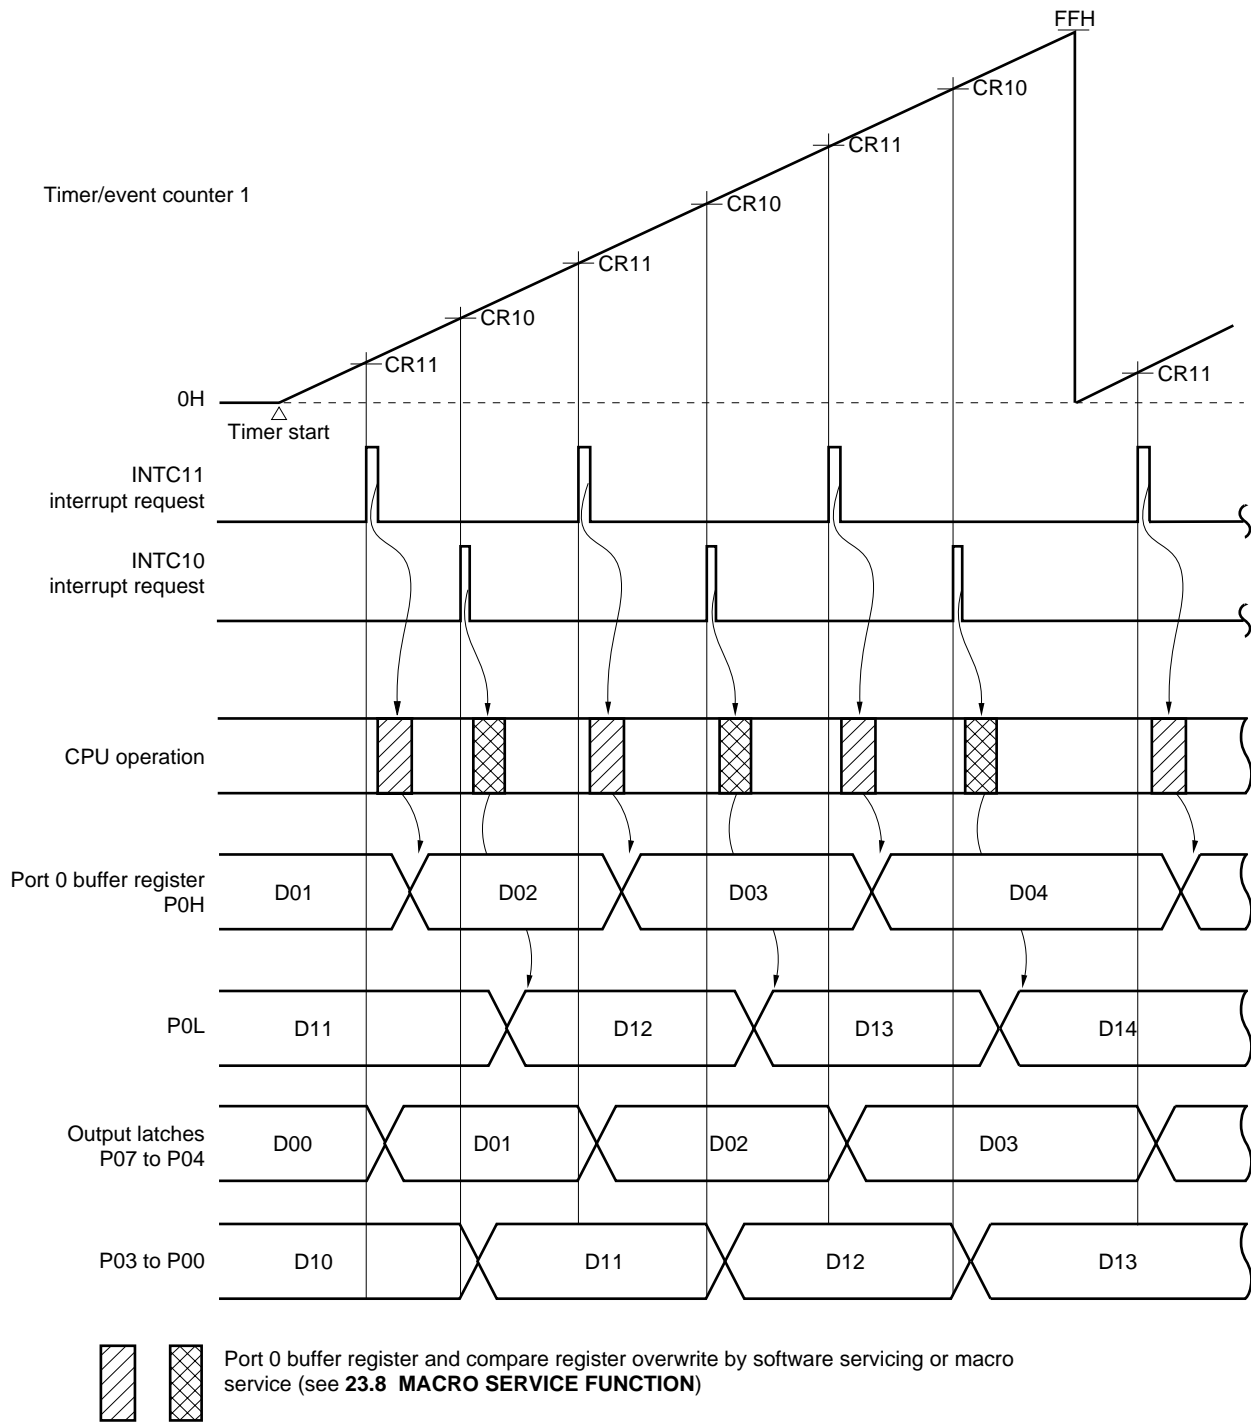 FFH
CR10
CR11
Timer/event counter 1
CR10
CR11
CR10
CR11
CR11
0H
Timer start
INTC11
interrupt request
INTC10
interrupt request
CPU operation
Port 0 buffer register
P0H
D01
D02
D03
D04
P0L
D11
D12
D13
D14
Output latches
P07 to P04
D00
D01
D02
D03
P03 to P00
D10
D11
D12
D13
Port 0 buffer register and compare register overwrite by software servicing or macro
service (see 23.8 MACRO SERVICE FUNCTION)